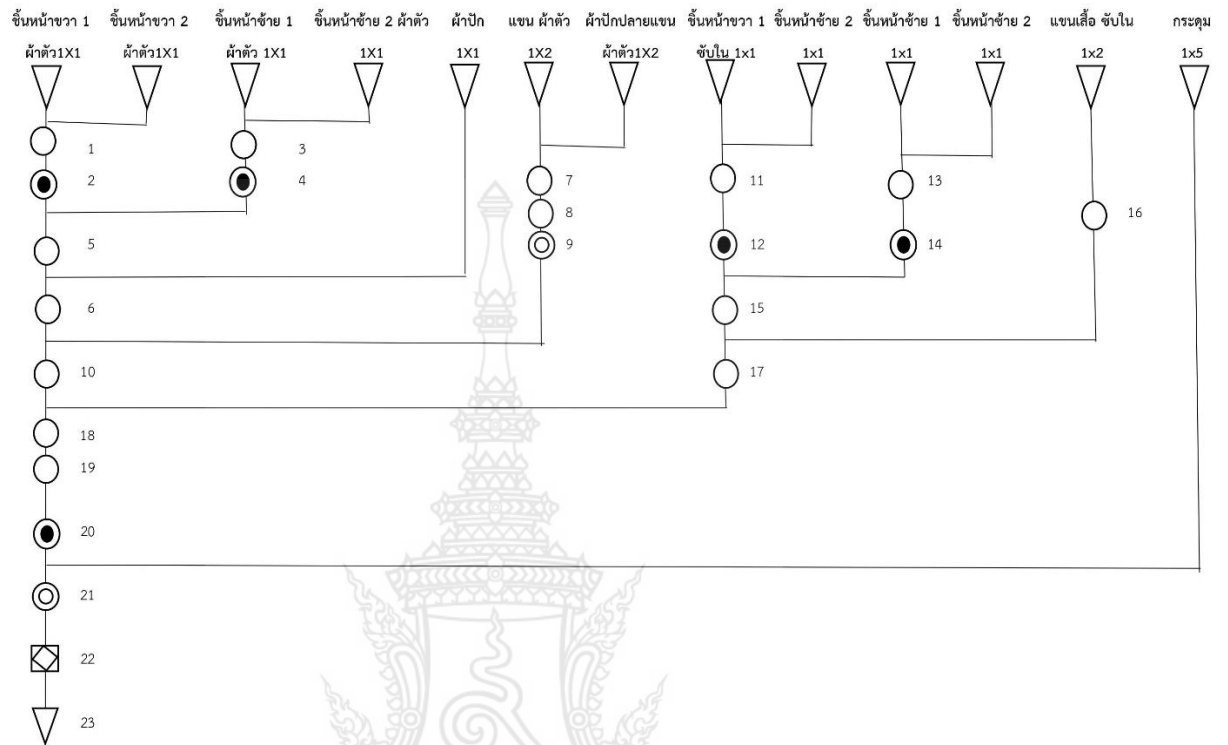 ชิ้นหน้าขวา 1 ชิ้นหน้าขวา 2 ชิ้นหน้าซ้าย 1 ชิ้นหน้าซ้าย 2 ผ้าตัว ผ้าปัก แขน ผ้าตัว ผ้าปักปลายแขน ชิ้นหน้าขวา 1 ชิ้นหน้าซ้าย 2 ชิ้นหน้าซ้าย 1 ชิ้นหน้าซ้าย 2 แขนเสื้อ ซับใน กระดุม
ผ้าตัว1X1 ผ้าตัว1X1 ผ้าตัว 1X1 1X1 1X1 1X2 ผ้าตัว1X2 ซับใน 1x1 1x1 1x1 1x1 1x2 1x5
1 3
2 4 7 11 13
8 16
5 9 12 14
6 15
10 17
18
19
20
21
22
23